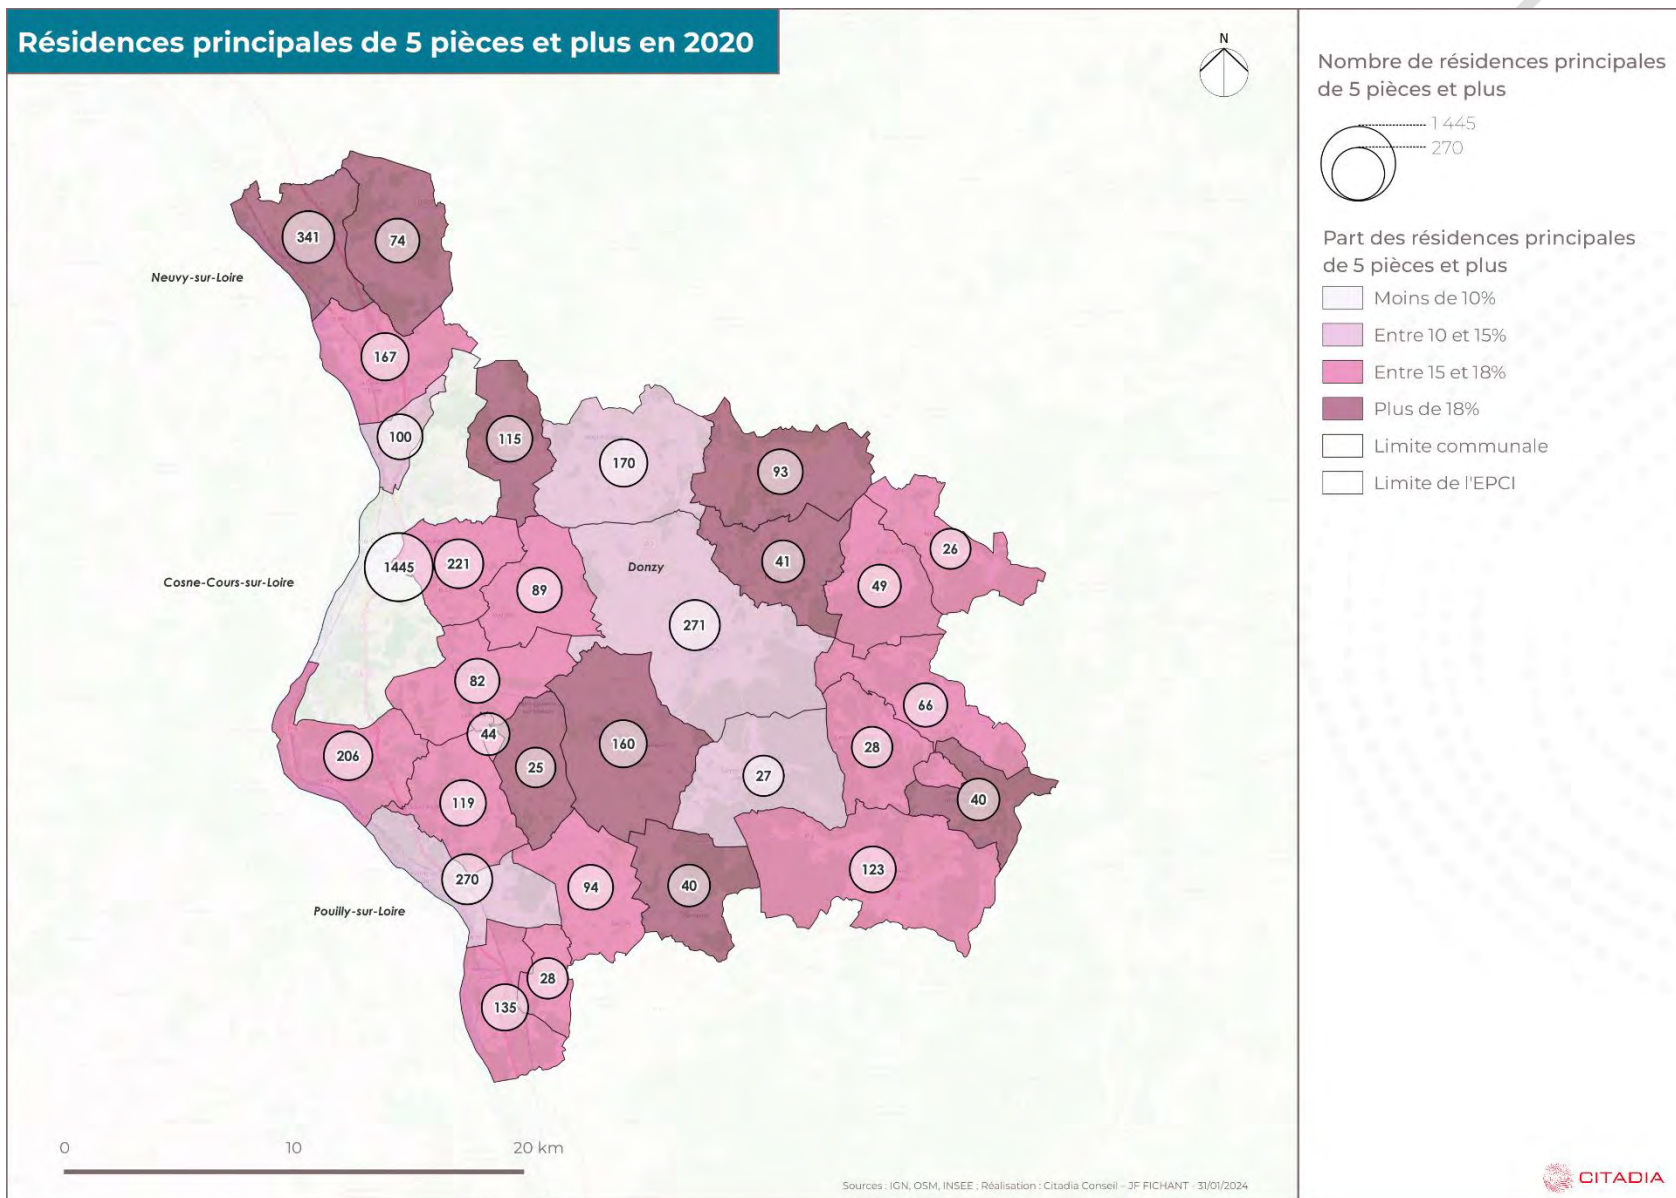 Résidences principales de 5 pièces et plus en 2020
N
Nombre de résidences principales
de 5 pièces et plus
1 445
270
Part des résidences principales
de 5 pièces et plus
Moins de 10%
Entre 10 et 15%
Entre 15 et 18%
Plus de 18%
Limite communale
Limite de l'EPCI
341
74
Neuvy-sur-Loire
167
100
115
170
93
1445
221
89
Donzy
41
49
26
Cosne-Cours-sur-Loire
271
82
44
206
25
160
27
28
66
40
119
270
94
40
123
Pouilly-sur-Loire
28
135
0 10 20 km
Sources : IGN, OSM, INSEE ; Réalisation : Citadia Conseil – JF FICHANT - 31/01/2024
CITADIA